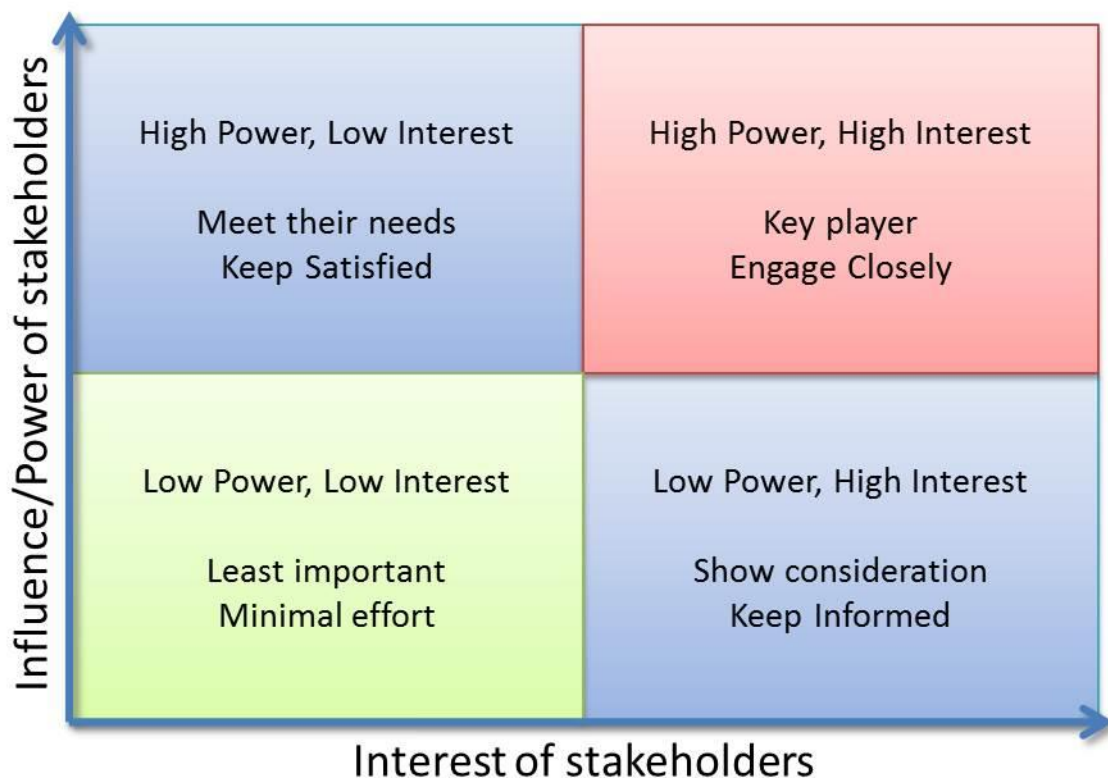 Influence/Power of stakeholders
High Power, Low Interest
Meet their needs
Keep Satisfied
High Power, High Interest
Key player
Engage Closely
Low Power, Low Interest
Least important
Minimal effort
Low Power, High Interest
Show consideration
Keep Informed
Interest of stakeholders